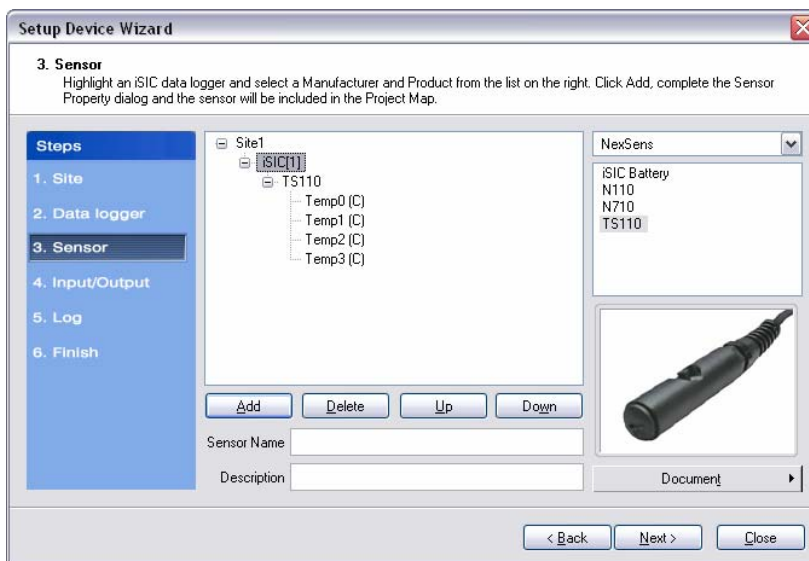 Setup Device Wizard
3. Sensor
Highlight an iSIC data logger and select a Manufacturer and Product from the list on the right. Click Add, complete the Sensor
Property dialog and the sensor will be included in the Project Map.
Steps
1. Site
2. Data logger
3. Sensor
4. Input/Output
5. Log
6. Finish
Site1
iSIC[1]
TS110
Temp0 (C)
Temp1 (C)
Temp2 (C)
Temp3 (C)
Add
Delete
Up
Down
Sensor Name
Description
NexSens
iSIC Battery
N110
N710
TS110
Document
< Back
Next >
Close